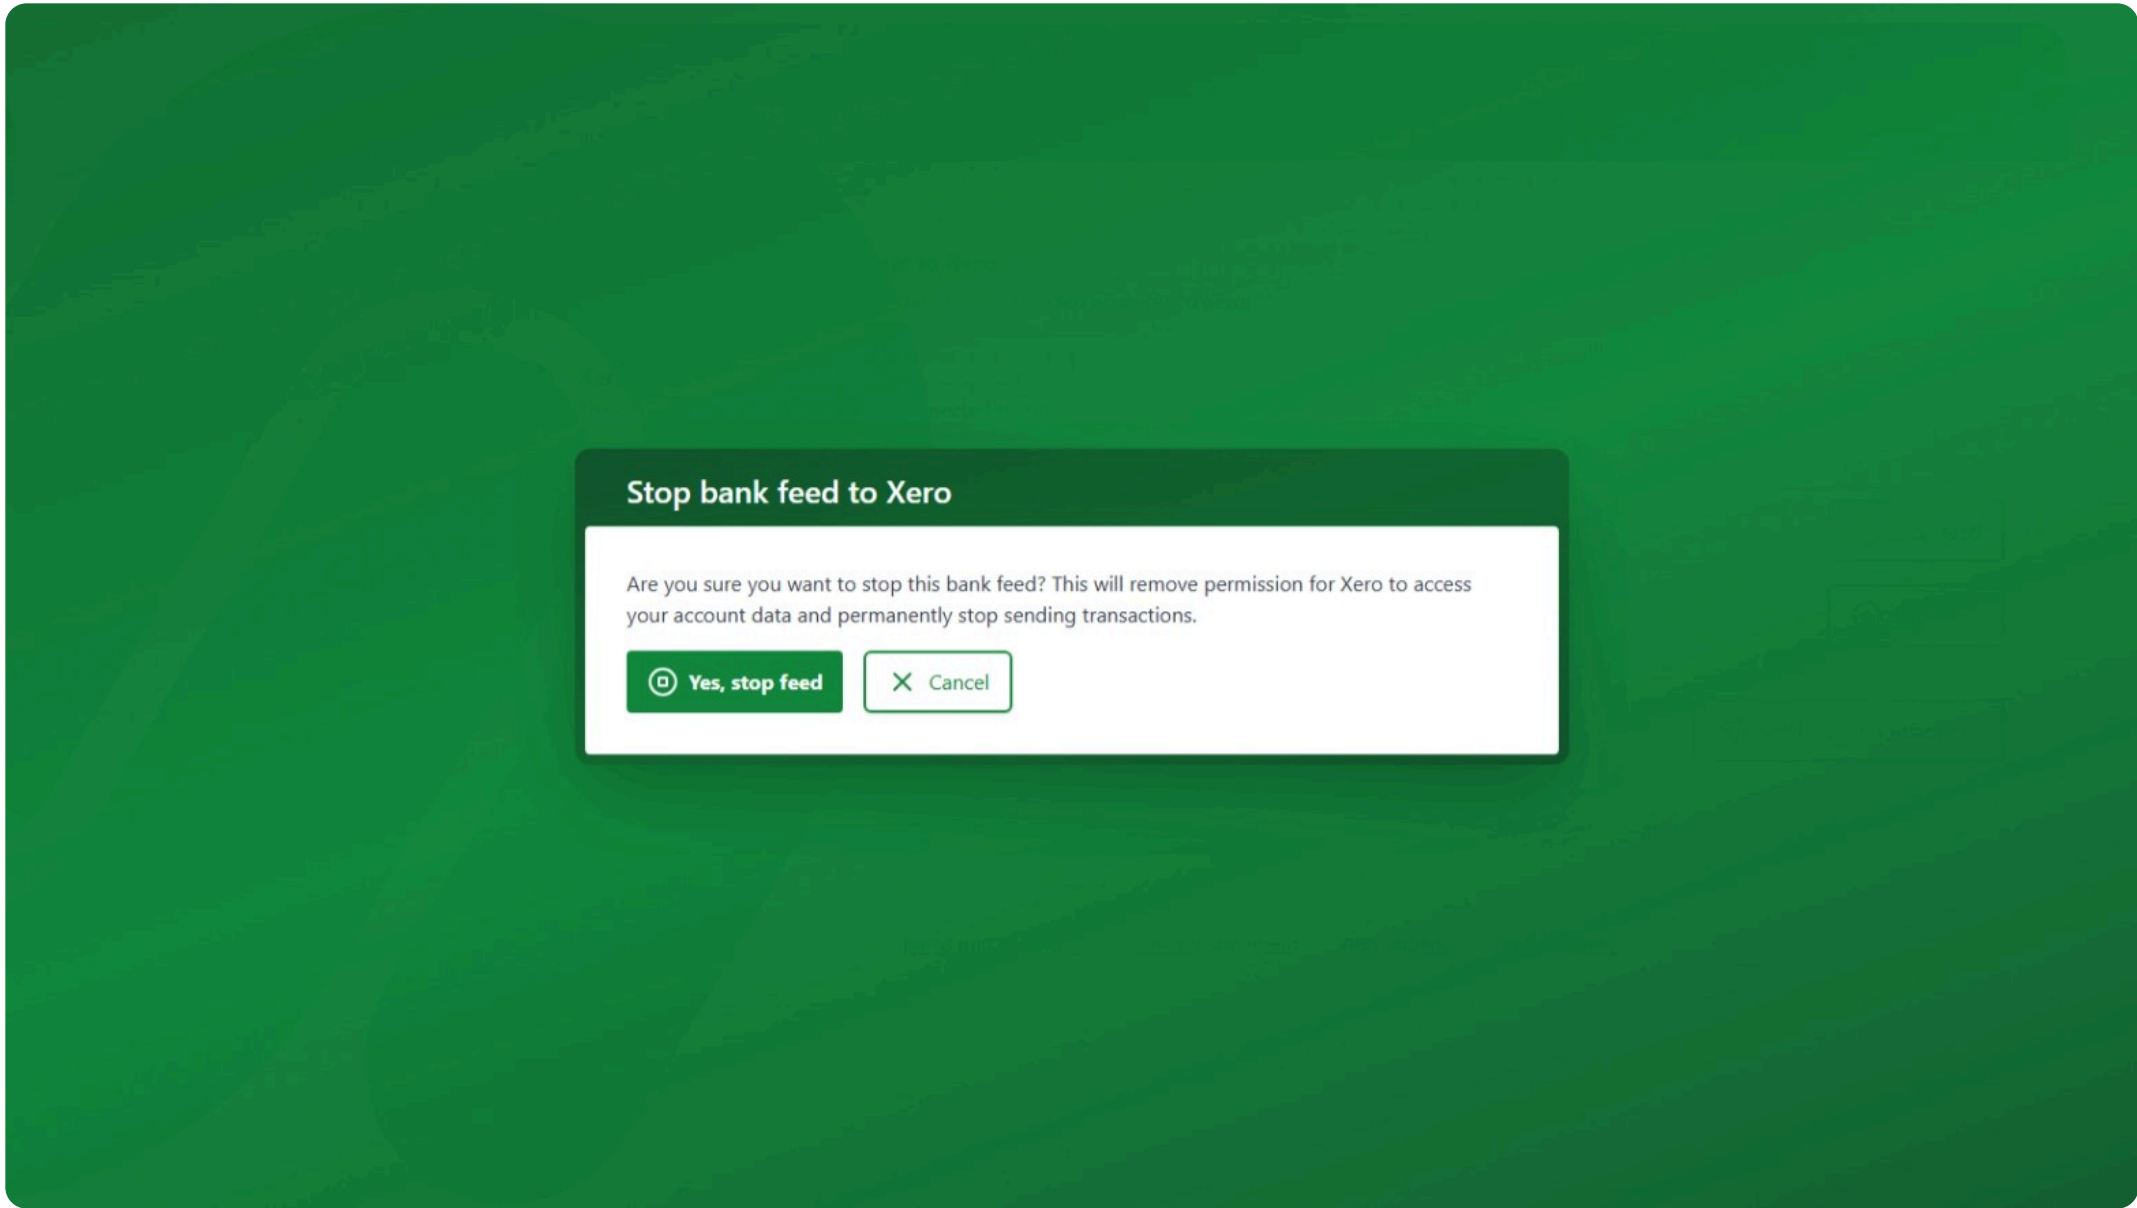 Stop bank feed to Xero
Are you sure you want to stop this bank feed? This will remove permission for Xero to access
your account data and permanently stop sending transactions.
Yes, stop feed
Cancel